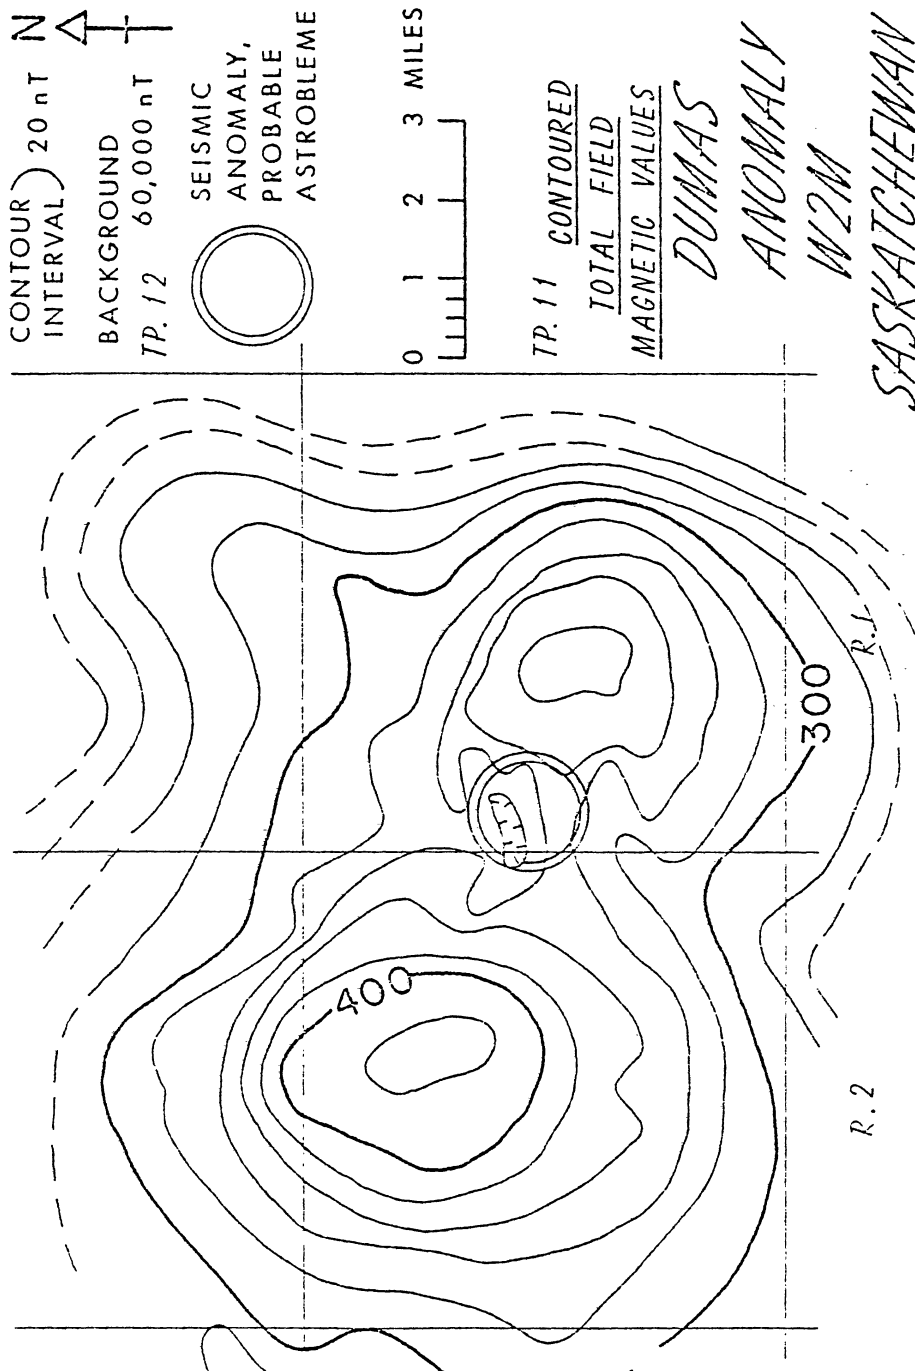 N
CONTOUR
INTERVAL) 20 nT
BACKGROUND
60,000 nT
TP. 12
SEISMIC
ANOMALY,
PROBABLE
ASTROBLEME
0 1 2 3 MILES
TP. 11
CONTOURED
TOTAL FIELD
MAGNETIC VALUES
DUMAS
ANOMALY
W2M
SASKATCHEWAN
400
300
R.1
R.2